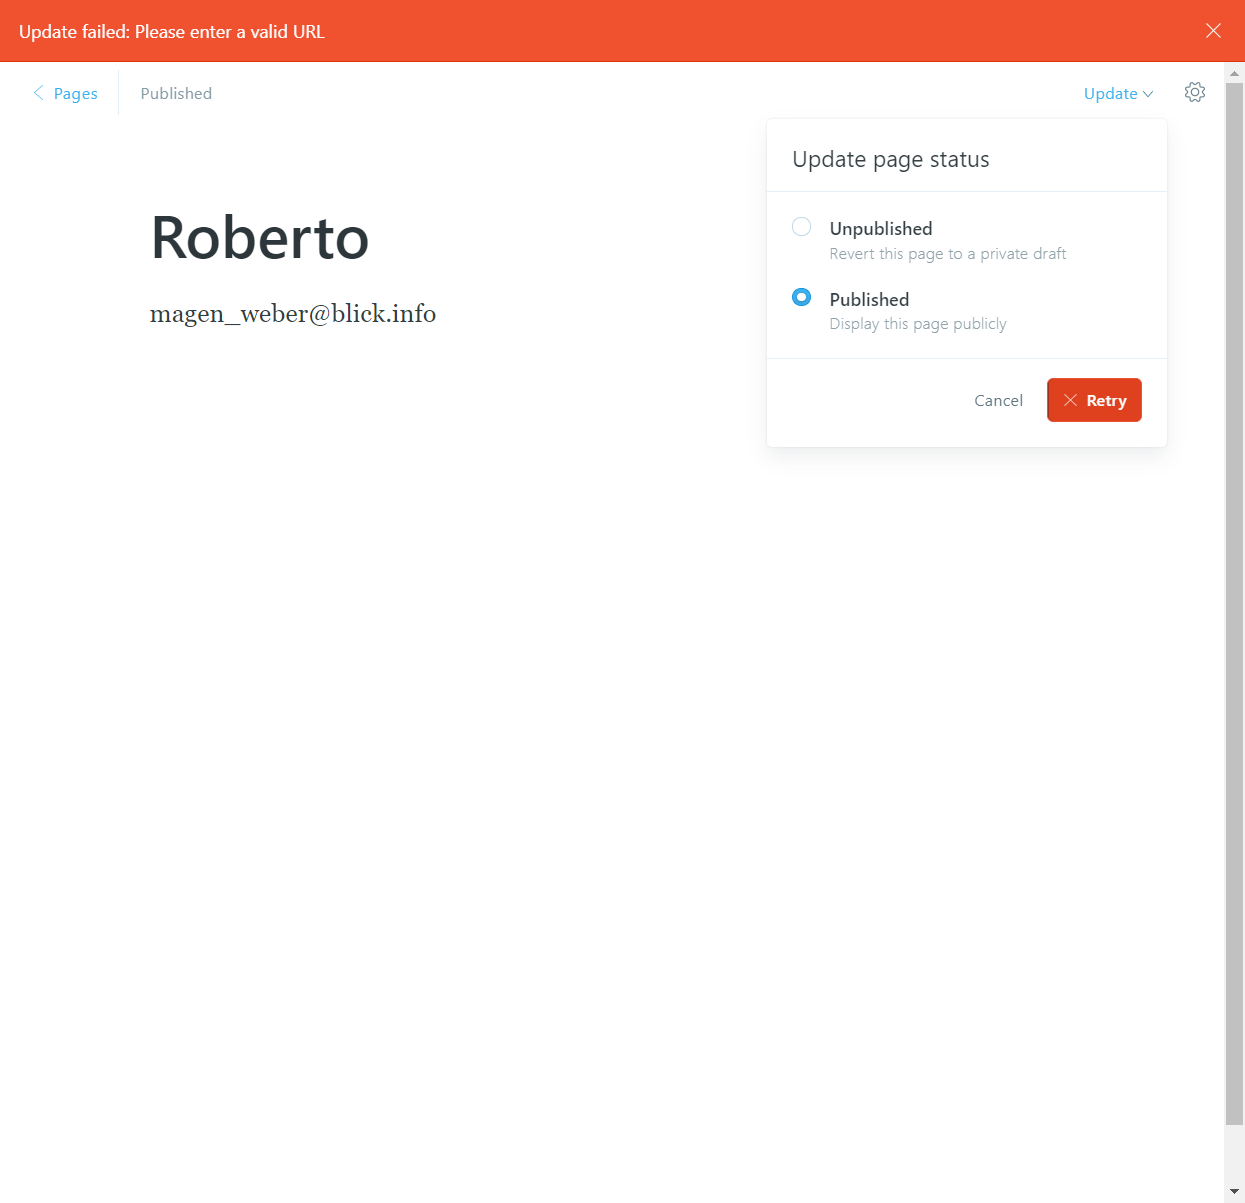 Update failed: Please enter a valid URL
Pages
Published
Update
Update page status
Roberto
Unpublished
Revert this page to a private draft
magen_weber@blick.info
Published
Display this page publicly
Cancel
Retry